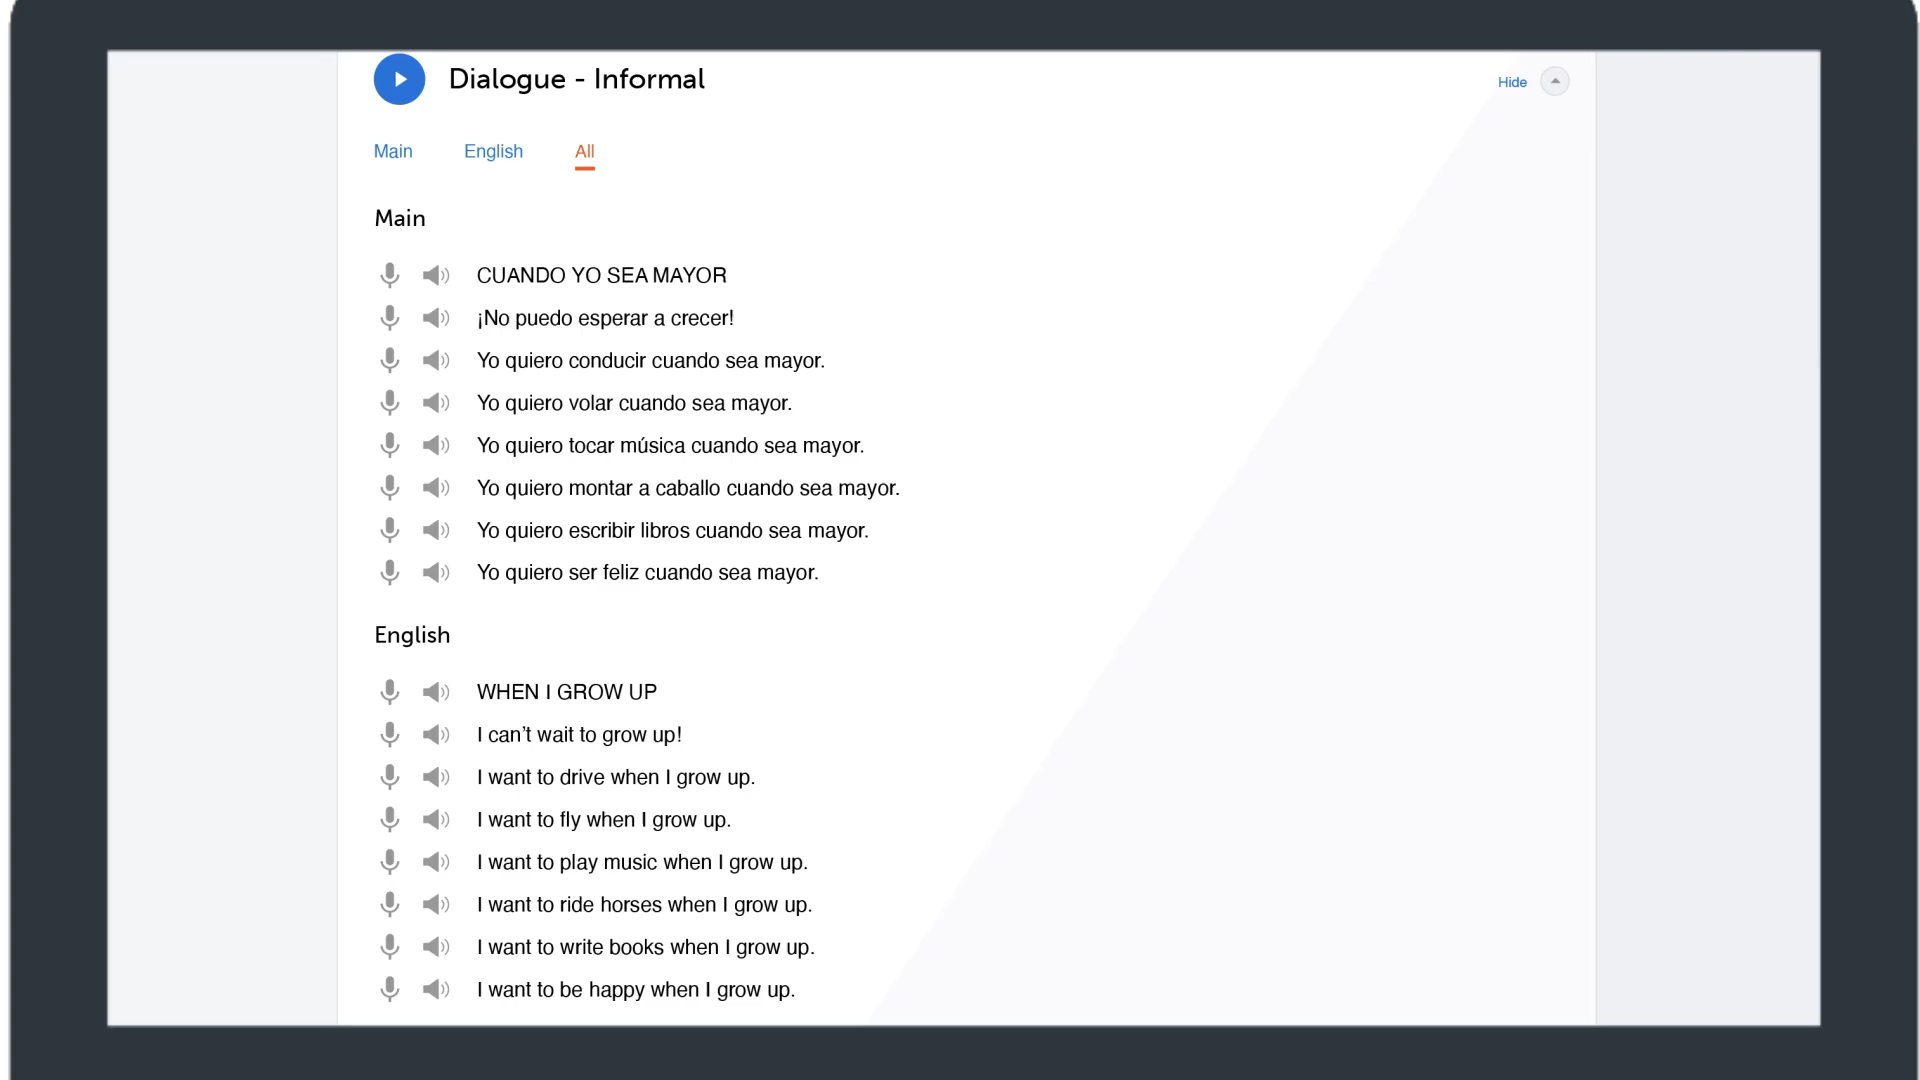 Dialogue - Informal
Hide
Main English All
Main
CUANDO YO SEA MAYOR
¡No puedo esperar a crecer!
Yo quiero conducir cuando sea mayor.
Yo quiero volar cuando sea mayor.
Yo quiero tocar música cuando sea mayor.
Yo quiero montar a caballo cuando sea mayor.
Yo quiero escribir libros cuando sea mayor.
Yo quiero ser feliz cuando sea mayor.
English
WHEN I GROW UP
I can’t wait to grow up!
I want to drive when I grow up.
I want to fly when I grow up.
I want to play music when I grow up.
I want to ride horses when I grow up.
I want to write books when I grow up.
I want to be happy when I grow up.